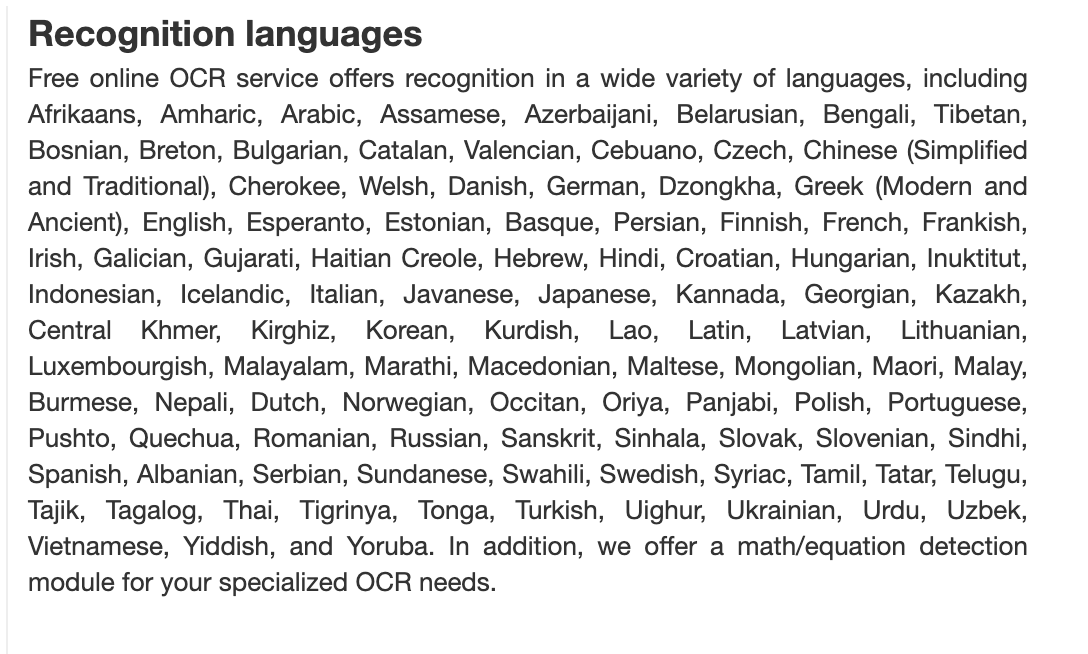 Recognition languages
Free online OCR service offers recognition in a wide variety of languages, including
Afrikaans, Amharic, Arabic, Assamese, Azerbaijani, Belarusian, Bengali, Tibetan,
Bosnian, Breton, Bulgarian, Catalan, Valencian, Cebuano, Czech, Chinese (Simplified
and Traditional), Cherokee, Welsh, Danish, German, Dzongkha, Greek (Modern and
Ancient), English, Esperanto, Estonian, Basque, Persian, Finnish, French, Frankish,
Irish, Galician, Gujarati, Haitian Creole, Hebrew, Hindi, Croatian, Hungarian, Inuktitut,
Indonesian, Icelandic, Italian, Javanese, Japanese, Kannada, Georgian, Kazakh,
Central Khmer, Kirghiz, Korean, Kurdish, Lao, Latin, Latvian, Lithuanian,
Luxembourgish, Malayalam, Marathi, Macedonian, Maltese, Mongolian, Maori, Malay,
Burmese, Nepali, Dutch, Norwegian, Occitan, Oriya, Panjabi, Polish, Portuguese,
Pushto, Quechua, Romanian, Russian, Sanskrit, Sinhala, Slovak, Slovenian, Sindhi,
Spanish, Albanian, Serbian, Sundanese, Swahili, Swedish, Syriac, Tamil, Tatar, Telugu,
Tajik, Tagalog, Thai, Tigrinya, Tonga, Turkish, Uighur, Ukrainian, Urdu, Uzbek,
Vietnamese, Yiddish, and Yoruba. In addition, we offer a math/equation detection
module for your specialized OCR needs.